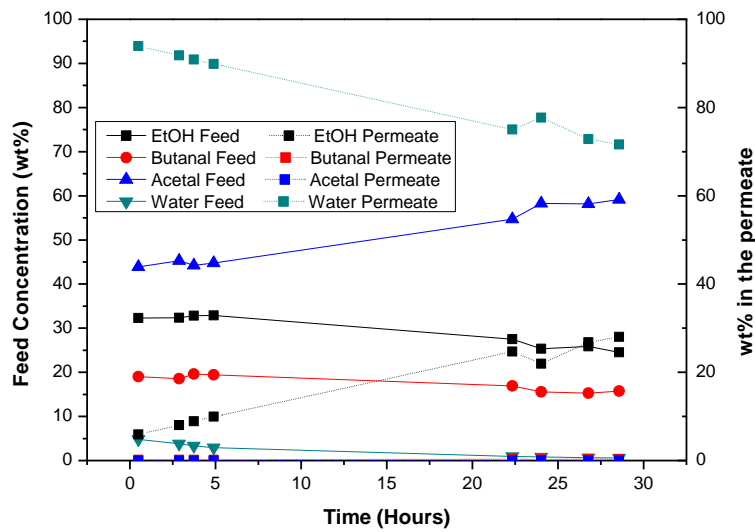 Feed Concentration (wt%)
100
90
80
70
60
50
40
30
20
10
0
EtOH Feed EtOH Permeate
Butanal Feed Butanal Permeate
Acetal Feed Acetal Permeate
Water Feed Water Permeate
100
80
60
40
20
0
wt% in the permeate
0 5 10 15 20 25 30
Time (Hours)